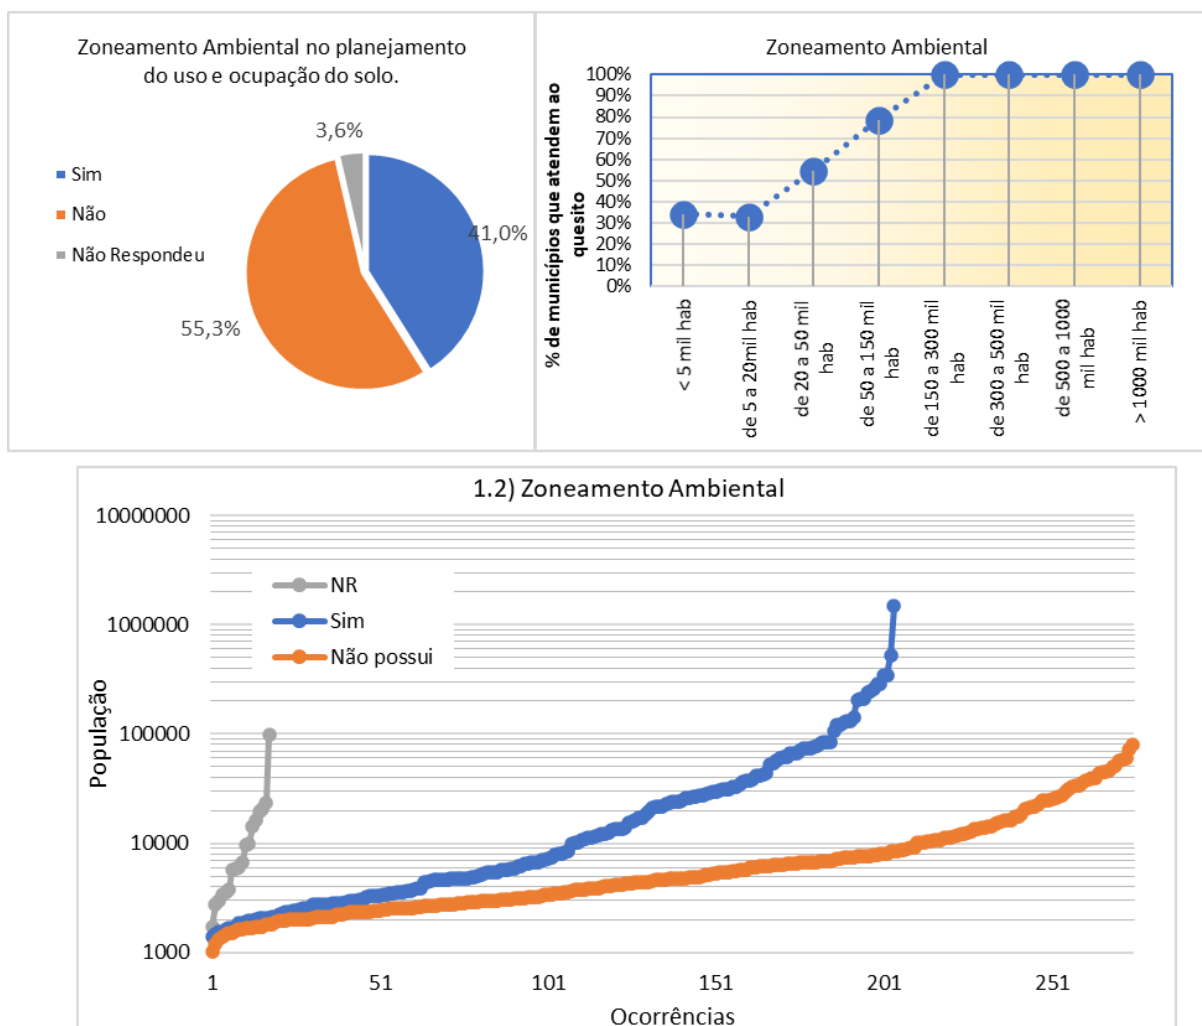 Zoneamento Ambiental no planejamento
do uso e ocupação do solo.
3,6%
Sim
Não
Não Respondeu
41,0%
55,3%
Zoneamento Ambiental
% de municípios que atendem ao
quesito
100%
90%
80%
70%
60%
50%
40%
30%
20%
10%
0%
< 5 mil hab
de 5 a 20mil hab
de 20 a 50 mil
hab
de 50 a 150 mil
hab
de 150 a 300 mil
hab
de 300 a 500 mil
hab
de 500 a 1000
mil hab
> 1000 mil hab
1.2) Zoneamento Ambiental
População
10000000
1000000
100000
10000
1000
NR
Sim
Não possui
1
51
101
151
201
251
Ocorrências